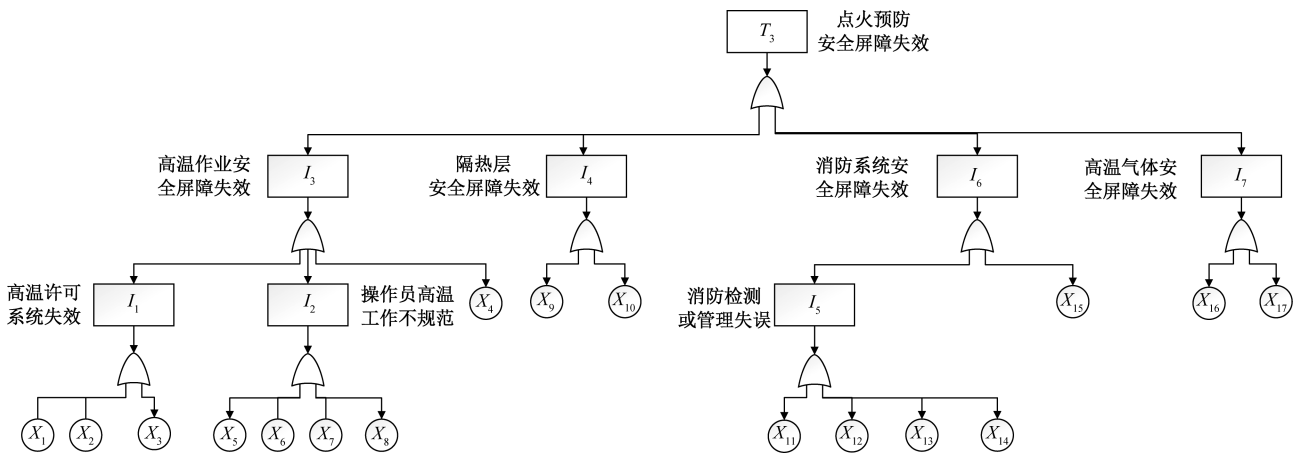 T3
点火预防
安全屏障失效
高温作业安
全屏障失效
I3
隔热层
安全屏障失效
I4
消防系统安
全屏障失效
I6
高温气体安
全屏障失效
I7
高温许可
系统失效
I1
I2
操作员高温
工作不规范
X4
X9
X10
消防检测
或管理失误
I5
X15
X16
X17
X1
X2
X3
X5
X6
X7
X8
X11
X12
X13
X14